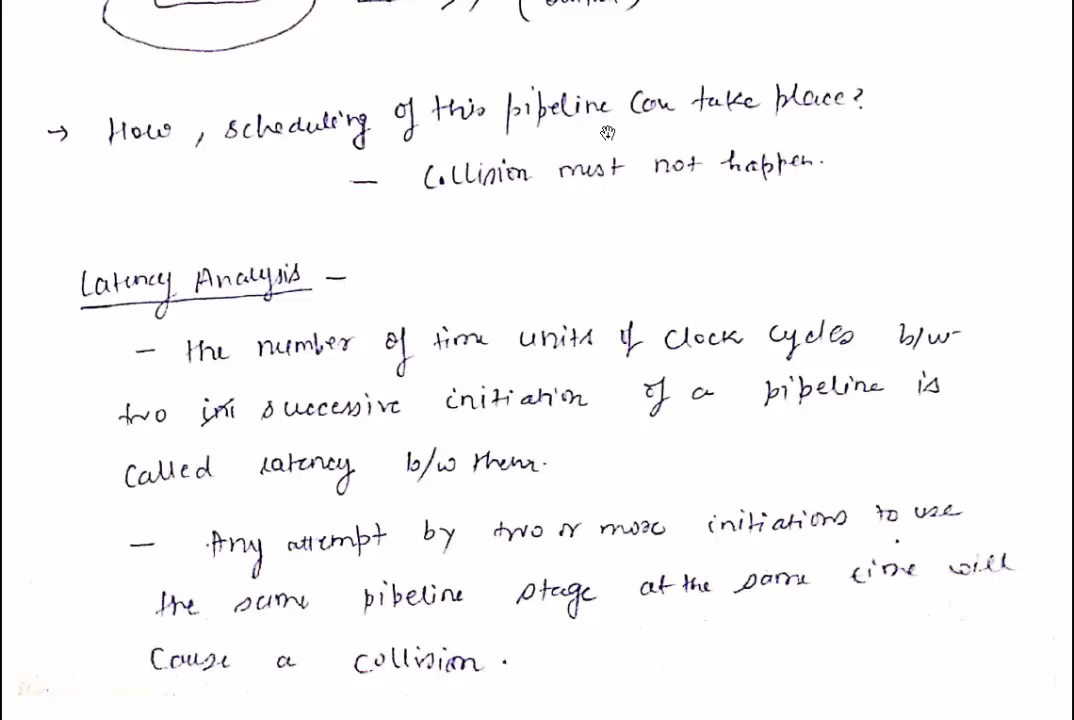 → How, scheduling of this pipeline can take place?
— Collision must not happen.
Latency Analysis —
— the number of time units of clock cycles b/w
two successive initiation of a pipeline is
called latency b/w them.
— Any attempt by two or more initiations to use
the same pipeline stage at the same time will
cause a collision.